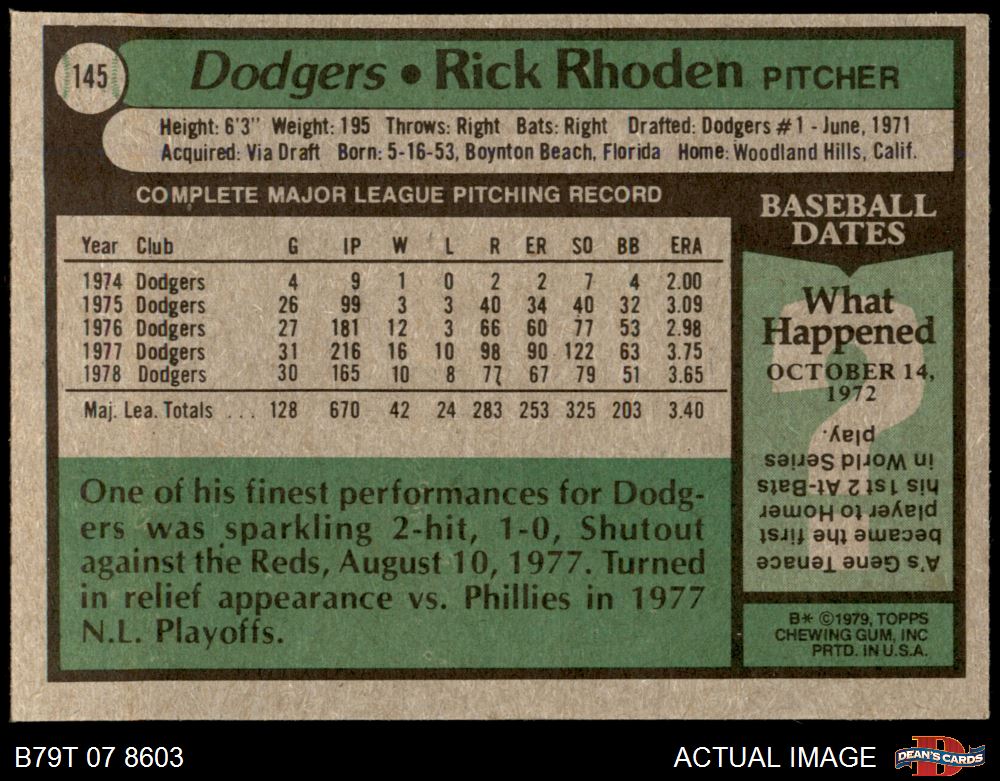 145
Dodgers • Rick Rhoden PITCHER
Height: 6'3" Weight: 195 Throws: Right Bats: Right Drafted: Dodgers #1 - June, 1971
Acquired: Via Draft Born: 5-16-53, Boynton Beach, Florida Home: Woodland Hills, Calif.
COMPLETE MAJOR LEAGUE PITCHING RECORD
Year Club G IP W L R ER SO BB ERA
1974 Dodgers 4 9 1 0 2 2 7 4 2.00
1975 Dodgers 26 99 3 3 40 34 40 32 3.09
1976 Dodgers 27 181 12 3 66 60 77 53 2.98
1977 Dodgers 31 216 16 10 98 90 122 63 3.75
1978 Dodgers 30 165 10 8 77 67 79 51 3.65
Maj. Lea. Totals . . . 128 670 42 24 283 253 325 203 3.40
One of his finest performances for Dodg-
ers was sparkling 2-hit, 1-0, Shutout
against the Reds, August 10, 1977. Turned
in relief appearance vs. Phillies in 1977
N.L. Playoffs.
BASEBALL
DATES
What
Happened
OCTOBER 14,
1972
A's Gene Tenace
became the first
player to Homer
his 1st 2 At-Bats
in World Series
play.
B* ©1979, TOPPS
CHEWING GUM, INC
PRTD. IN U.S.A.
B79T 07 8603
ACTUAL IMAGE
D
DEAN'S CARDS